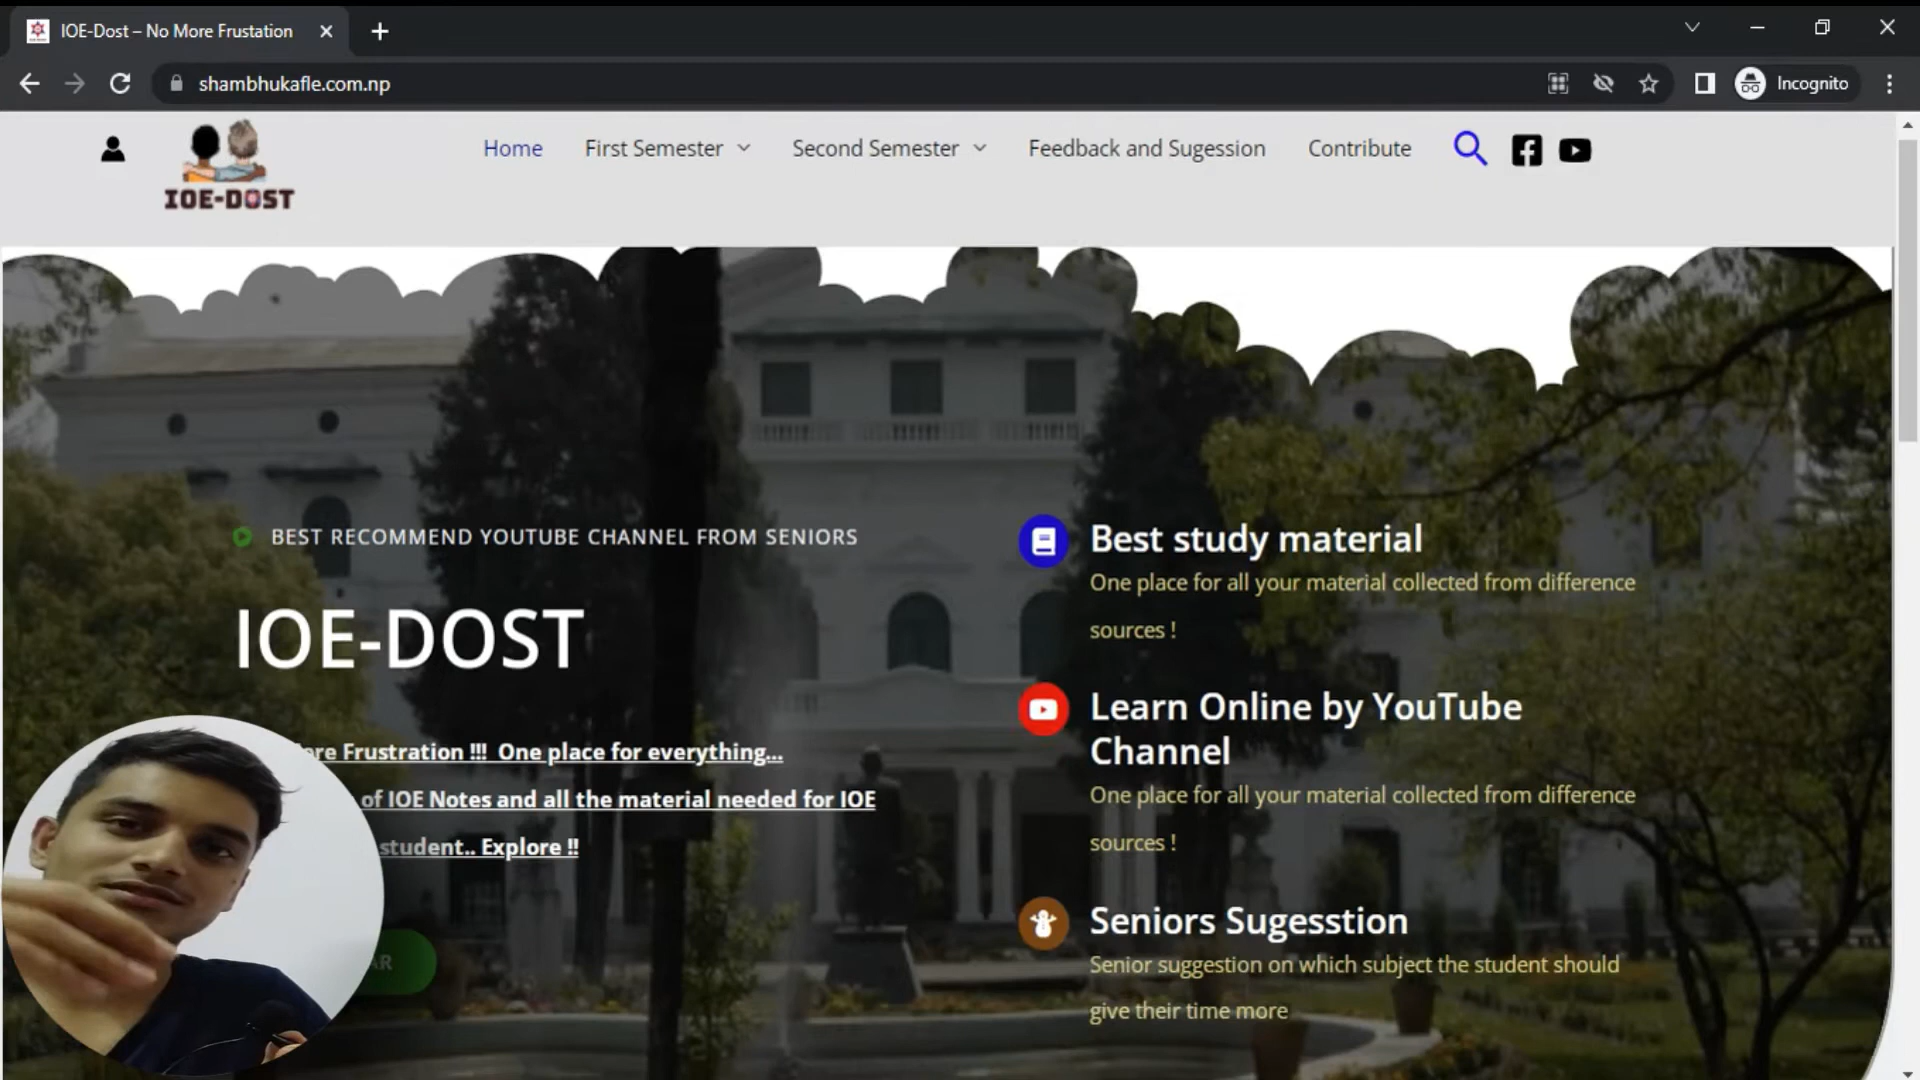 IOE-Dost – No More Frustation
shambhukafle.com.np
Incognito
IOE-DOST
Home
First Semester
Second Semester
Feedback and Sugession
Contribute
BEST RECOMMEND YOUTUBE CHANNEL FROM SENIORS
IOE-DOST
Frustration !!! One place for everything...
of IOE Notes and all the material needed for IOE
student.. Explore !!
Best study material
One place for all your material collected from difference
sources !
Learn Online by YouTube
Channel
One place for all your material collected from difference
sources !
Seniors Sugesstion
Senior suggestion on which subject the student should
give their time more